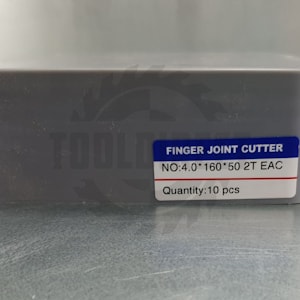 FINGER JOINT CUTTER
NO:4.0*160*50 2T EAC
Quantity:10 pcs